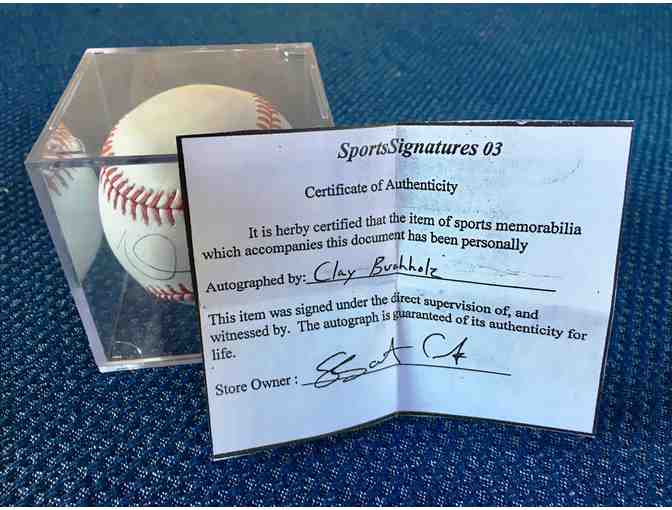 SportsSignatures 03
Certificate of Authenticity
It is herby certified that the item of sports memorabilia
which accompanies this document has been personally
Autographed by: Clay Buchholz
This item was signed under the direct supervision of, and
witnessed by. The autograph is guaranteed of its authenticity for
life.
Store Owner :